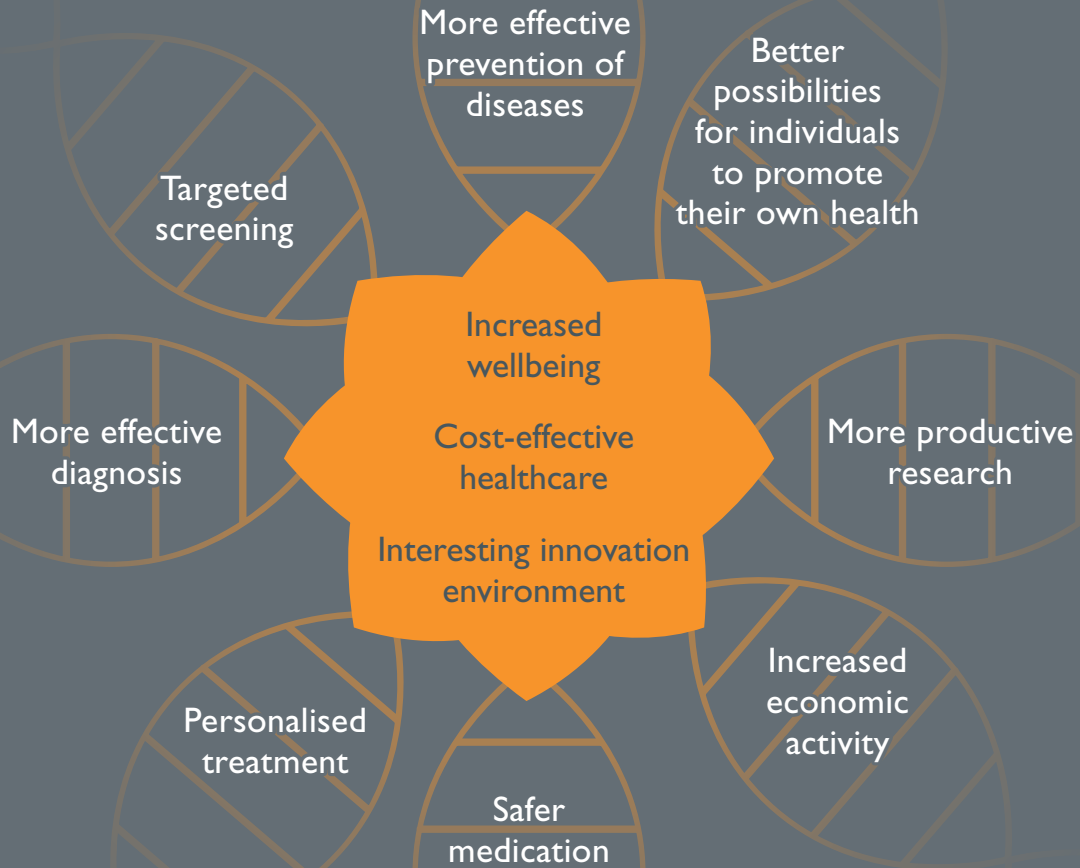 More effective
prevention of
diseases
Better
possibilities
for individuals
to promote
their own health
Targeted
screening
Increased
wellbeing
Cost-effective
healthcare
Interesting innovation
environment
More effective
diagnosis
More productive
research
Personalised
treatment
Increased
economic
activity
Safer
medication